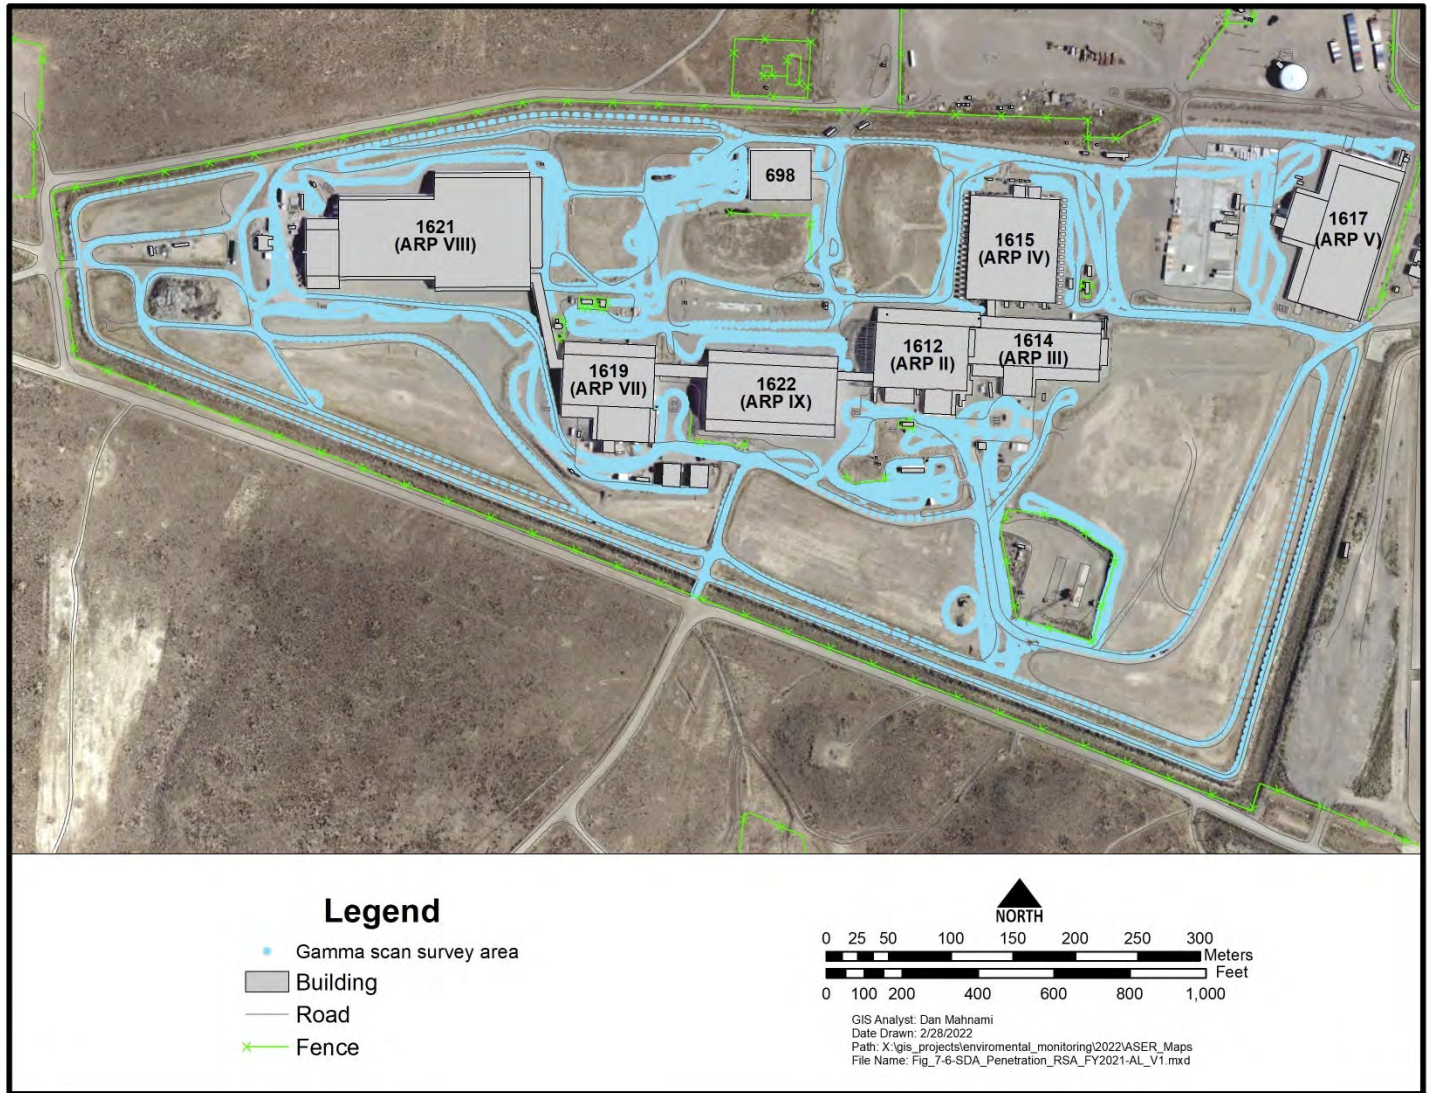 698
1621
(ARP VIII)
1617
(ARP V)
1615
(ARP IV)
1612
(ARP II)
1614
(ARP III)
1619
(ARP VII)
1622
(ARP IX)
Legend
Gamma scan survey area
Building
Road
Fence
NORTH
0 25 50 100 150 200 250 300
Meters
Feet
0 100 200 400 600 800 1,000
GIS Analyst: Dan Mahnami
Date Drawn: 2/28/2022
Path: X:\gis_projects\enviromental_monitoring\2022\ASER_Maps
File Name: Fig_7-6-SDA_Penetration_RSA_FY2021-AL_V1.mxd